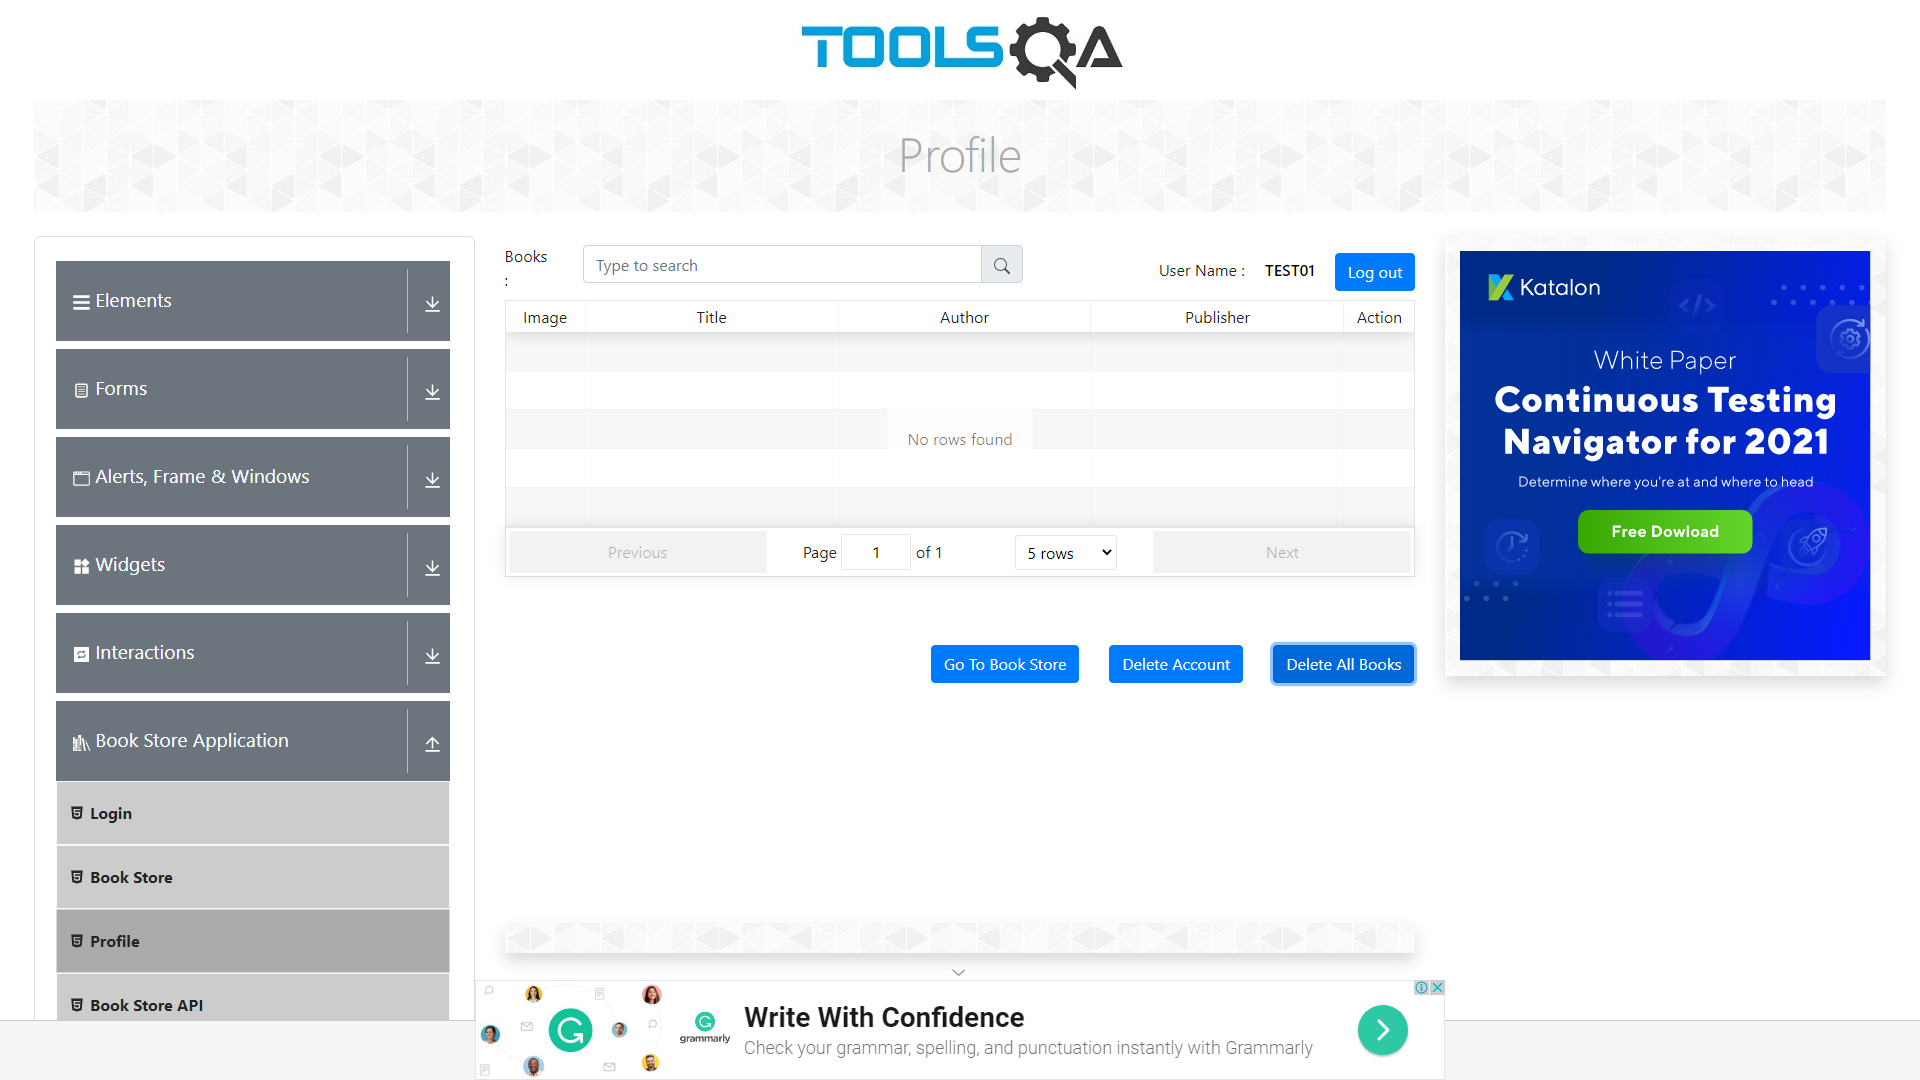 TOOLSQA
Profile
Elements
Forms
Alerts, Frame & Windows
Widgets
Interactions
Book Store Application
Login
Book Store
Profile
Book Store API
Books
:
Type to search
User Name : TEST01 Log out
Image Title Author Publisher Action
No rows found
Previous Page 1 of 1 5 rows Next
Go To Book Store Delete Account Delete All Books
Katalon
White Paper
Continuous Testing
Navigator for 2021
Determine where you're at and where to head
Free Dowload
grammarly
Write With Confidence
Check your grammar, spelling, and punctuation instantly with Grammarly